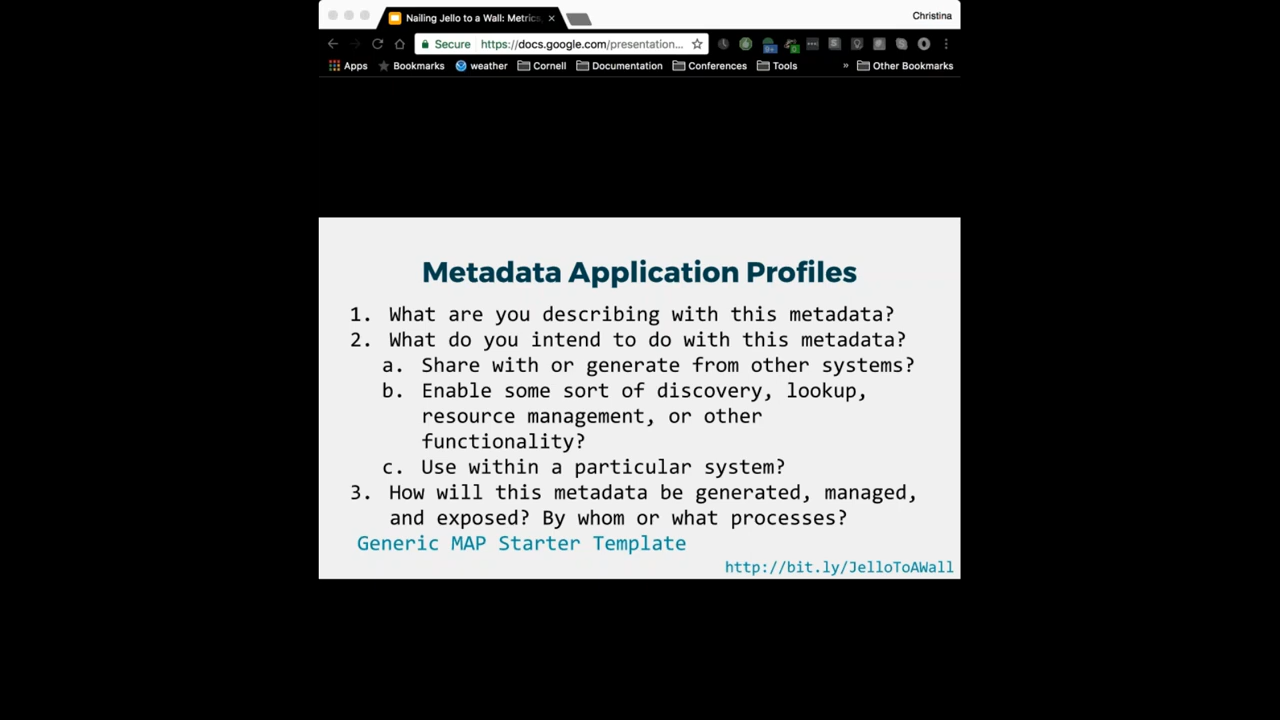 Nailing Jello to a Wall: Metrics,
Christina
Secure https://docs.google.com/presentation...
Apps Bookmarks weather Cornell Documentation Conferences Tools » Other Bookmarks
Metadata Application Profiles
1. What are you describing with this metadata?
2. What do you intend to do with this metadata?
a. Share with or generate from other systems?
b. Enable some sort of discovery, lookup,
resource management, or other
functionality?
c. Use within a particular system?
3. How will this metadata be generated, managed,
and exposed? By whom or what processes?
Generic MAP Starter Template
http://bit.ly/JelloToAWall